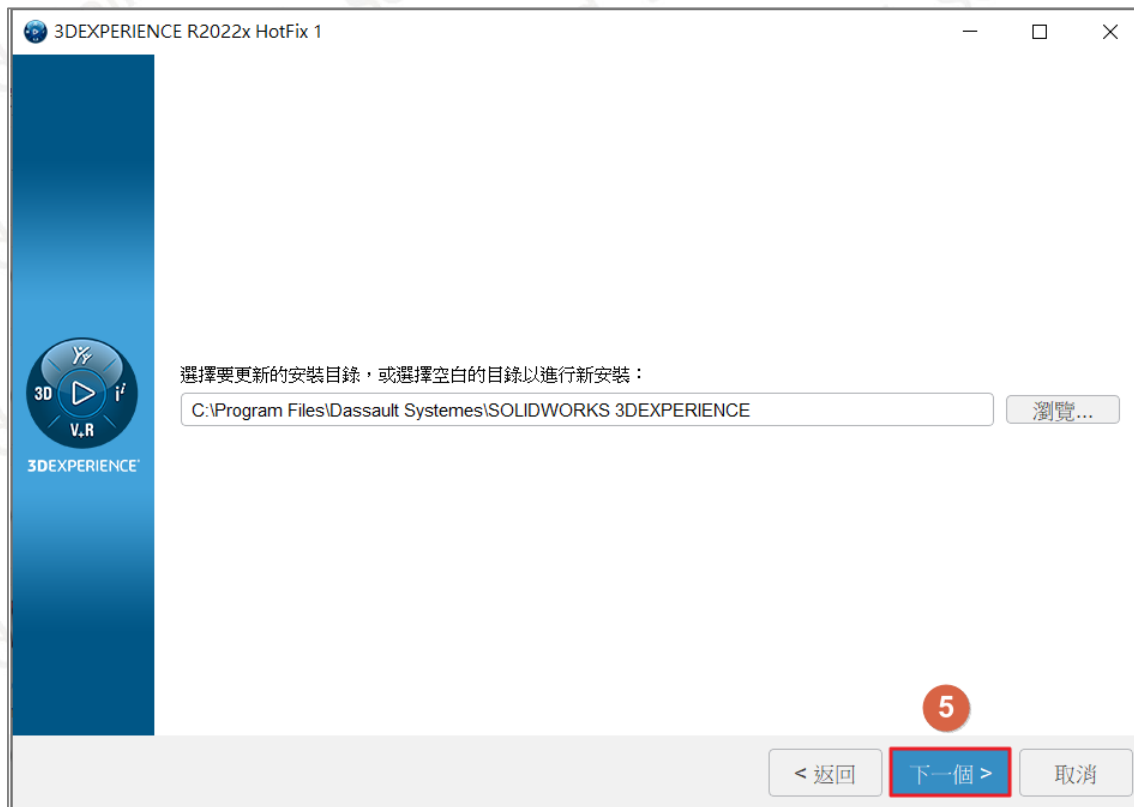 3DEXPERIENCE R2022x HotFix 1
選擇要更新的安裝目錄，或選擇空白的目錄以進行新安裝：
C:\Program Files\Dassault Systemes\SOLIDWORKS 3DEXPERIENCE
瀏覽...
3D
V+R
3DEXPERIENCE
5
< 返回
下一個 >
取消